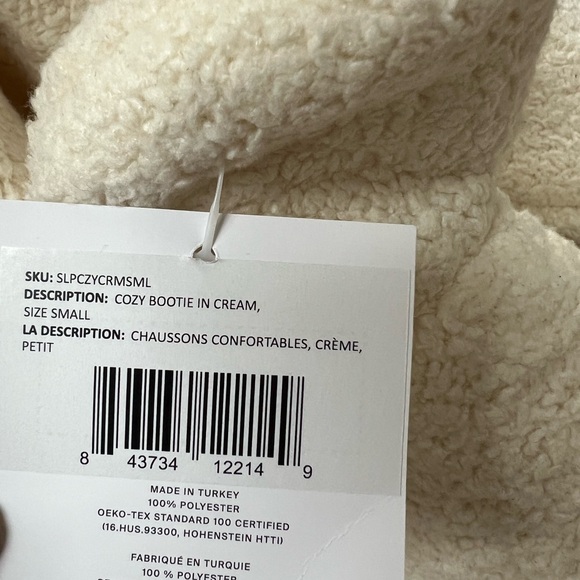 SKU: SLPCZYCRMSML
DESCRIPTION: COZY BOOTIE IN CREAM,
SIZE SMALL
LA DESCRIPTION: CHAUSSONS CONFORTABLES, CRÈME,
PETIT
8 43734 12214 9
MADE IN TURKEY
100% POLYESTER
OEKO-TEX STANDARD 100 CERTIFIED
(16.HUS.93300, HOHENSTEIN HTTI)
FABRIQUÉ EN TURQUIE
100 % POLYESTER